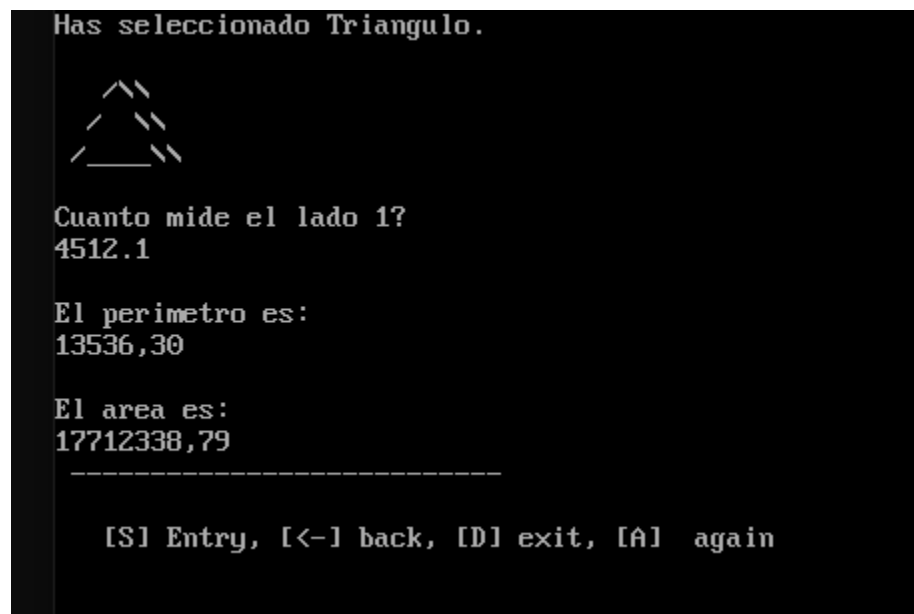 Has seleccionado Triangulo.
/\\
/  \\
/____\\
Cuanto mide el lado 1?
4512.1
El perimetro es:
13536,30
El area es:
17712338,79
---------------------------
[S] Entry, [<-] back, [D] exit, [A]  again